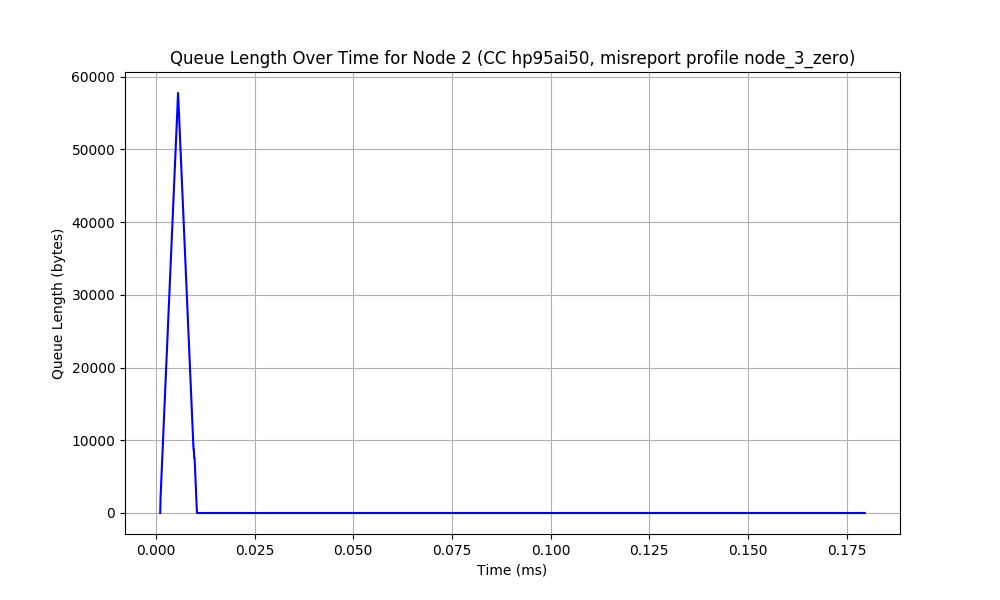 Queue Length Over Time for Node 2 (CC hp95ai50, misreport profile node_3_zero)
60000
50000
40000
30000
20000
10000
0
Queue Length (bytes)
0.000 0.025 0.050 0.075 0.100 0.125 0.150 0.175
Time (ms)